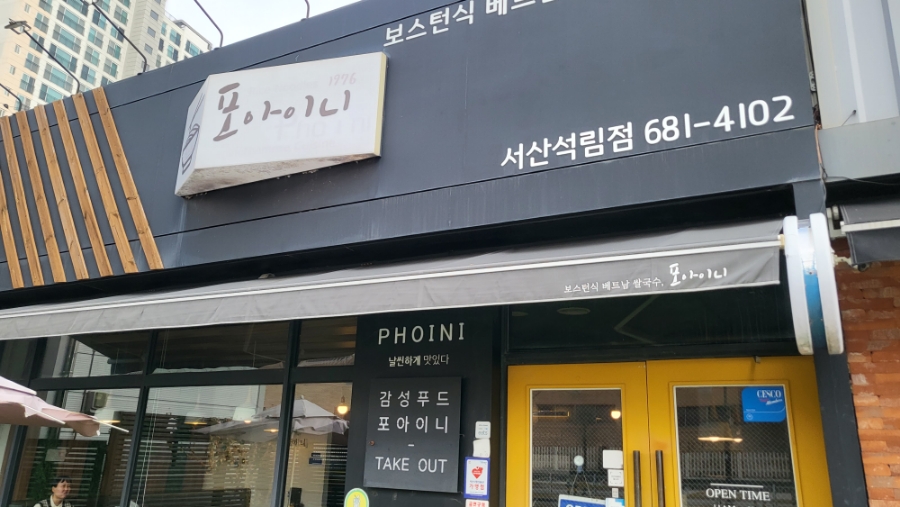 보스턴식 베트
1776
포아이니
서산석림점 681-4102
보스턴식 베트남 쌀국수, 포아이니
PHOINI
날씬하게 맛있다
감성푸드
포아이니
-
TAKE OUT
CESCO
Members
OPEN TIME